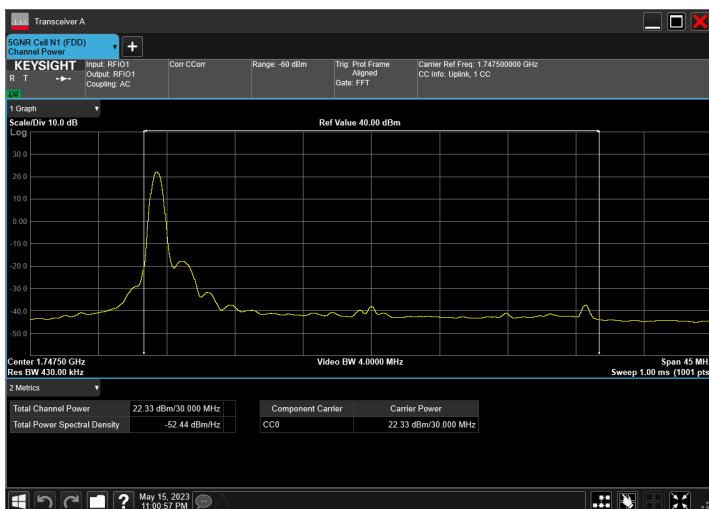 Transceiver A
5GNR Cell N1 (FDD)
Channel Power
KEYSIGHT
R T
LXI
Input: RFIO1
Output: RFIO1
Coupling: AC
Corr CCorr
Range: -60 dBm
Trig: Prot Frame
Aligned
Gate: FFT
Carrier Ref Freq: 1.747500000 GHz
CC Info: Uplink, 1 CC
1 Graph
Scale/Div 10.0 dB
Ref Value 40.00 dBm
Log
30.0
20.0
10.0
0.00
-10.0
-20.0
-30.0
-40.0
-50.0
Center 1.74750 GHz
Video BW 4.0000 MHz
Span 45 MHz
Res BW 430.00 kHz
Sweep 1.00 ms (1001 pts
2 Metrics
Total Channel Power 22.33 dBm/30.000 MHz
Total Power Spectral Density -52.44 dBm/Hz
Component Carrier Carrier Power
CC0 22.33 dBm/30.000 MHz
?
May 15, 2023
11:00:57 PM